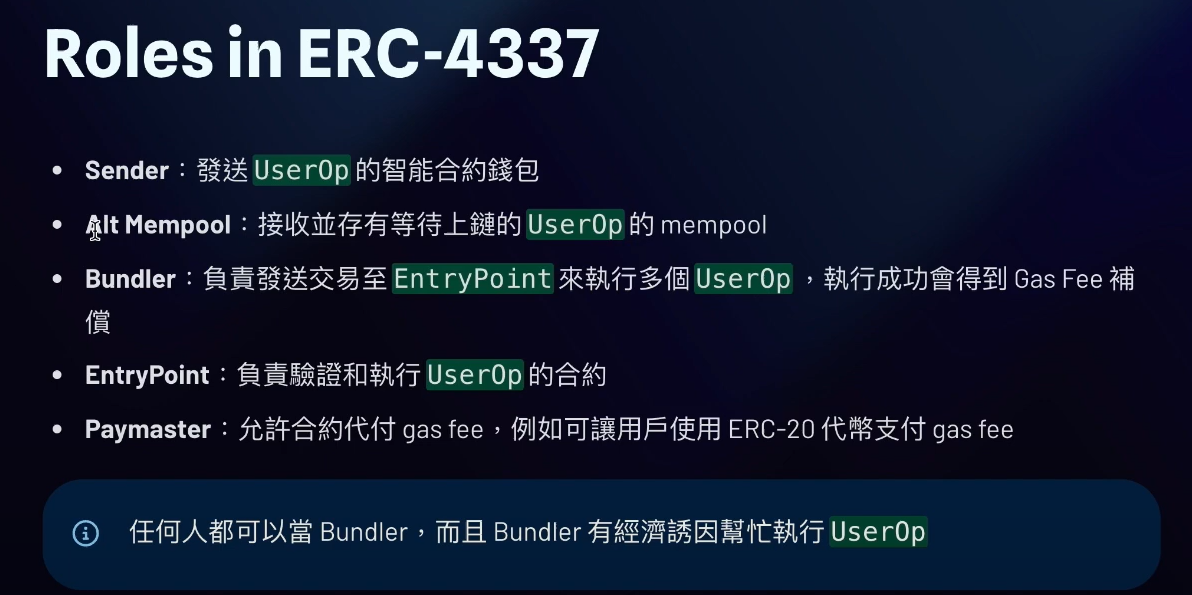 Roles in ERC-4337
• Sender：發送 UserOp 的智能合約錢包
• Alt Mempool：接收並存有等待上鏈的 UserOp 的 mempool
• Bundler：負責發送交易至 EntryPoint 來執行多個 UserOp，執行成功會得到 Gas Fee 補
償
• EntryPoint：負責驗證和執行 UserOp 的合約
• Paymaster：允許合約代付 gas fee，例如可讓用戶使用 ERC-20 代幣支付 gas fee
任何人都可以當 Bundler，而且 Bundler 有經濟誘因幫忙執行 UserOp